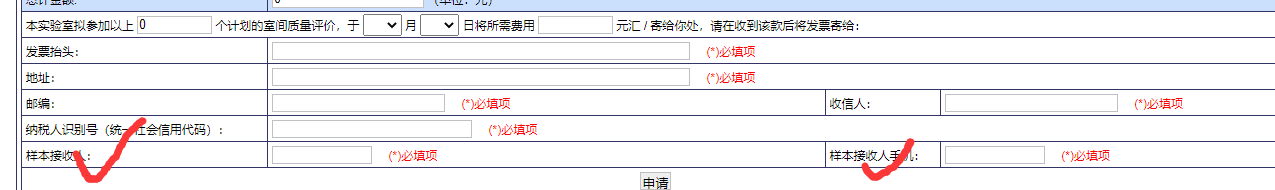 总计金额: 0 (单位：元)
本实验室拟参加以上 0 个计划的室间质量评价，于 月 日将所需费用 元汇 / 寄给你处，请在收到该款后将发票寄给：
发票抬头： (*)必填项
地址： (*)必填项
邮编： (*)必填项 收信人： (*)必填项
纳税人识别号（统一社会信用代码）： (*)必填项
样本接收人： (*)必填项 样本接收人手机： (*)必填项
申请